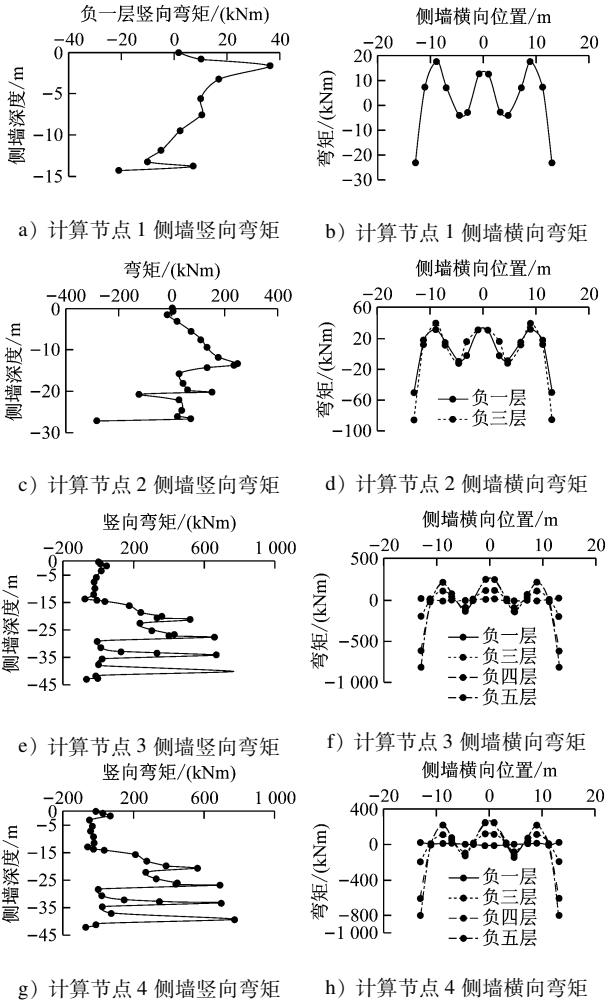 负一层竖向弯矩/(kNm)
−40 −20 0 20 40
侧墙深度/m
0
−5
−10
−15
a）计算节点 1 侧墙竖向弯矩
侧墙横向位置/m
−20 −10 0 10 20
弯矩/(kNm)
20
10
0
−10
−20
−30
b）计算节点 1 侧墙横向弯矩
弯矩/(kNm)
−400 −200 0 200 400
侧墙深度/m
0
−10
−20
−30
c）计算节点 2 侧墙竖向弯矩
侧墙横向位置/m
−20 −10 0 10 20
弯矩/(kNm)
60
20
−20
−60
−100
负一层
负三层
d）计算节点 2 侧墙横向弯矩
竖向弯矩/(kNm)
−200 200 600 1 000
侧墙深度/m
−5
−15
−25
−35
−45
e）计算节点 3 侧墙竖向弯矩
侧墙横向位置/m
−20 −10 0 10 20
弯矩/(kNm)
500
0
−500
−1 000
负一层
负三层
负四层
负五层
f）计算节点 3 侧墙横向弯矩
竖向弯矩/(kNm)
−200 200 600 1 000
侧墙深度/m
−5
−15
−25
−35
−45
g）计算节点 4 侧墙竖向弯矩
侧墙横向位置/m
−20 −10 0 10 20
弯矩/(kNm)
400
0
−400
−800
−1 000
负一层
负三层
负四层
负五层
h）计算节点 4 侧墙横向弯矩